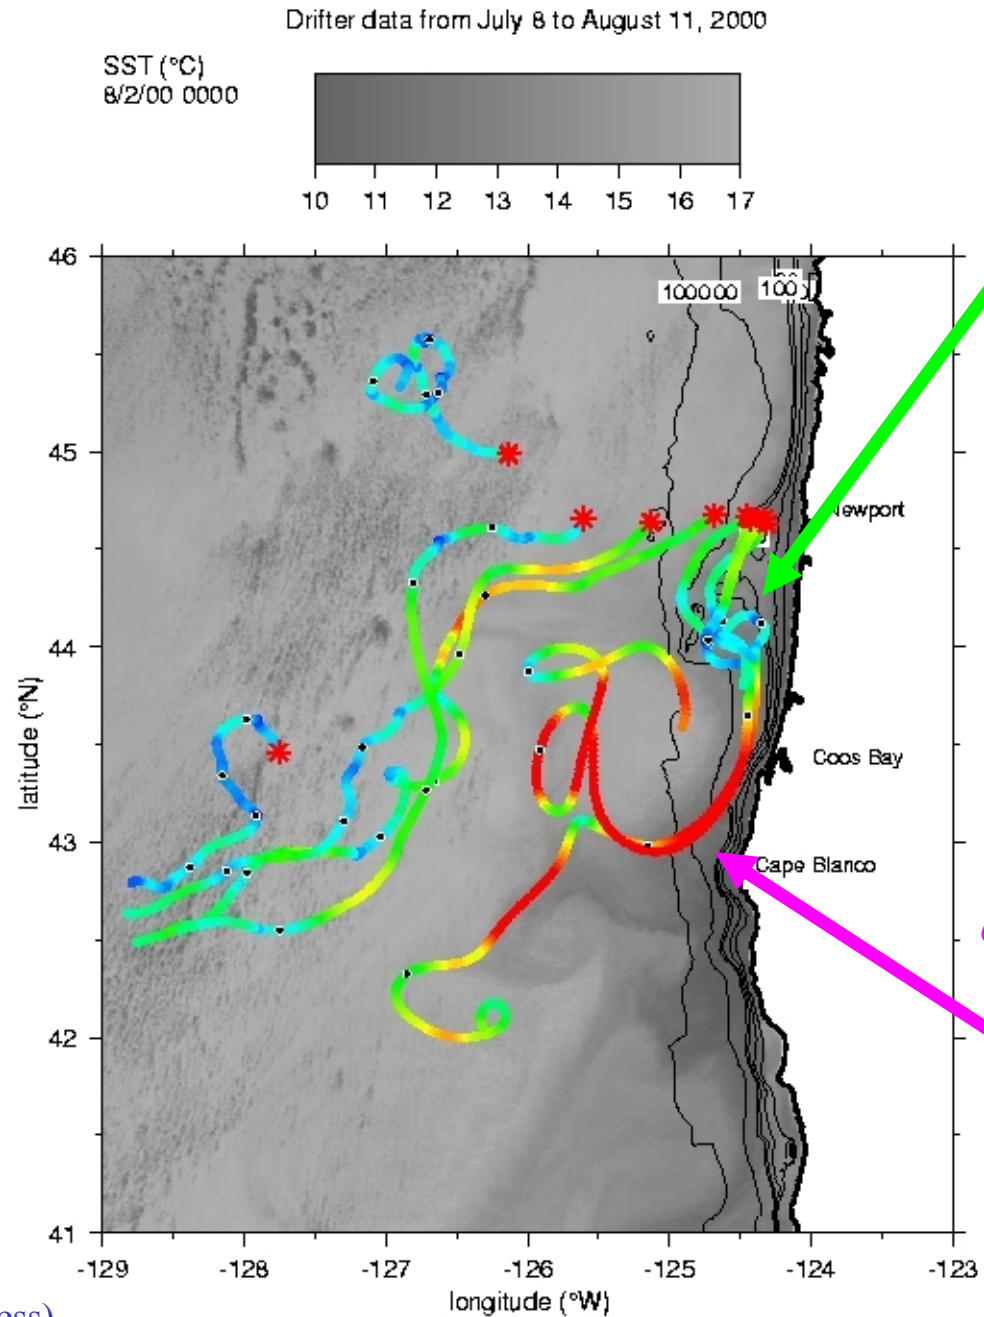 Drifter data from July 8 to August 11, 2000
SST (°C)
8/2/00 0000
10 11 12 13 14 15 16 17
46
45
44
43
42
41
latitude (°N)
100000
100
Newport
Coos Bay
Cape Blanco
-129 -128 -127 -126 -125 -124 -123
longitude (°W)